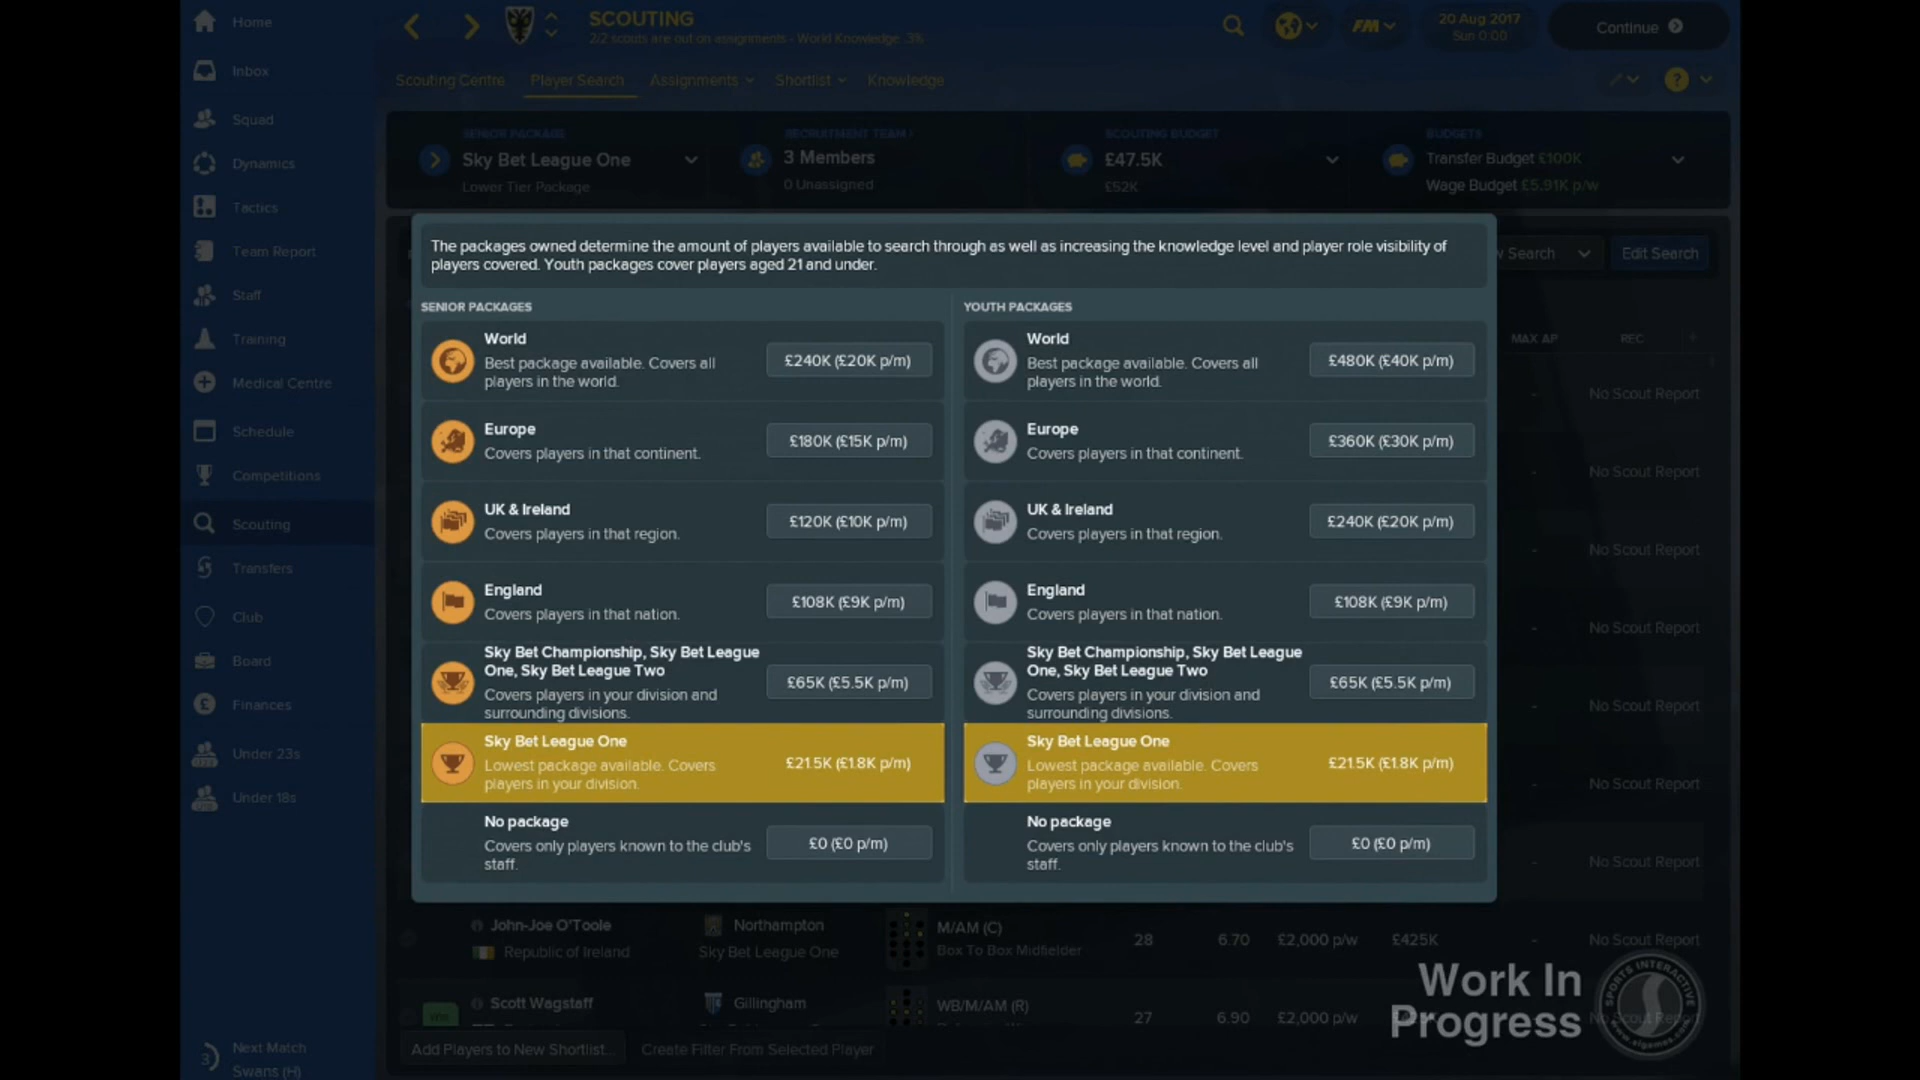 Home
SCOUTING
2/2 scouts are out on assignments - World Knowledge 3%
20 Aug 2017
Sun 0:00
Continue
Inbox
Scouting Centre
Player Search
Assignments
Shortlist
Knowledge
Squad
Dynamics
Tactics
Team Report
Staff
Training
Medical Centre
Schedule
Competitions
Scouting
Transfers
Club
Board
Finances
Under 23s
Under 18s
3
Next Match
Swans (H)
SENIOR PACKAGE
Sky Bet League One
Lower Tier Package
RECRUITMENT TEAM
3 Members
0 Unassigned
SCOUTING BUDGET
£47.5K
£52K
BUDGETS
Transfer Budget £100K
Wage Budget £5.91K p/w
Search
Edit Search
MAX AP
REC
The packages owned determine the amount of players available to search through as well as increasing the knowledge level and player role visibility of
players covered. Youth packages cover players aged 21 and under.
SENIOR PACKAGES
World
Best package available. Covers all
players in the world.
£240K (£20K p/m)
Europe
Covers players in that continent.
£180K (£15K p/m)
UK & Ireland
Covers players in that region.
£120K (£10K p/m)
England
Covers players in that nation.
£108K (£9K p/m)
Sky Bet Championship, Sky Bet League
One, Sky Bet League Two
Covers players in your division and
surrounding divisions.
£65K (£5.5K p/m)
Sky Bet League One
Lowest package available. Covers
players in your division.
£21.5K (£1.8K p/m)
No package
Covers only players known to the club's
staff.
£0 (£0 p/m)
YOUTH PACKAGES
World
Best package available. Covers all
players in the world.
£480K (£40K p/m)
Europe
Covers players in that continent.
£360K (£30K p/m)
UK & Ireland
Covers players in that region.
£240K (£20K p/m)
England
Covers players in that nation.
£108K (£9K p/m)
Sky Bet Championship, Sky Bet League
One, Sky Bet League Two
Covers players in your division and
surrounding divisions.
£65K (£5.5K p/m)
Sky Bet League One
Lowest package available. Covers
players in your division.
£21.5K (£1.8K p/m)
No package
Covers only players known to the club's
staff.
£0 (£0 p/m)
- No Scout Report
- No Scout Report
- No Scout Report
- No Scout Report
- No Scout Report
- No Scout Report
- No Scout Report
John-Joe O'Toole
Republic of Ireland
Northampton
Sky Bet League One
M/AM (C)
Box To Box Midfielder
28
6.70
£2,000 p/w
£425K
- No Scout Report
Scott Wagstaff
Gillingham
WB/M/AM (R)
27
6.90
£2,000 p/w
No Scout Report
Add Players to New Shortlist...
Create Filter From Selected Player
Work In
Progress
SPORTS INTERACTIVE
www.sigames.com